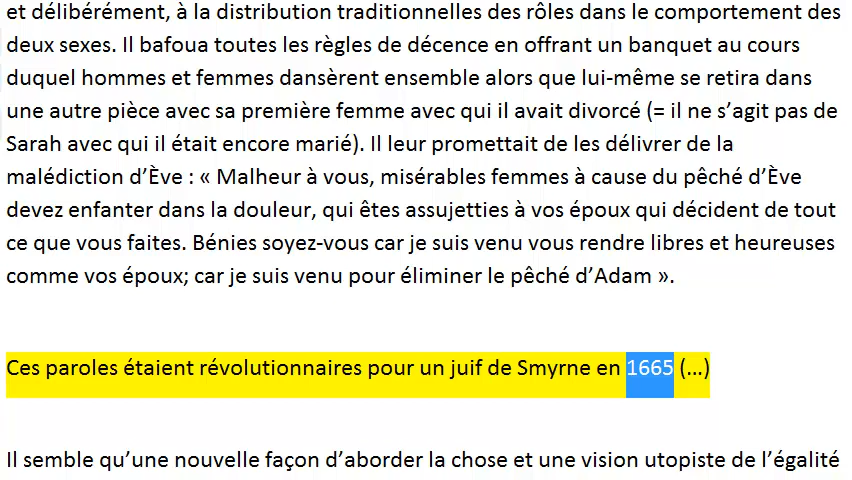 et délibérément, à la distribution traditionnelles des rôles dans le comportement des
deux sexes. Il bafoua toutes les règles de décence en offrant un banquet au cours
duquel hommes et femmes dansèrent ensemble alors que lui-même se retira dans
une autre pièce avec sa première femme avec qui il avait divorcé (= il ne s’agit pas de
Sarah avec qui il était encore marié). Il leur promettait de les délivrer de la
malédiction d’Ève : « Malheur à vous, misérables femmes à cause du pêché d’Ève
devez enfanter dans la douleur, qui êtes assujetties à vos époux qui décident de tout
ce que vous faites. Bénies soyez-vous car je suis venu vous rendre libres et heureuses
comme vos époux; car je suis venu pour éliminer le pêché d’Adam ».
Ces paroles étaient révolutionnaires pour un juif de Smyrne en 1665 (…)
Il semble qu’une nouvelle façon d’aborder la chose et une vision utopiste de l’égalité